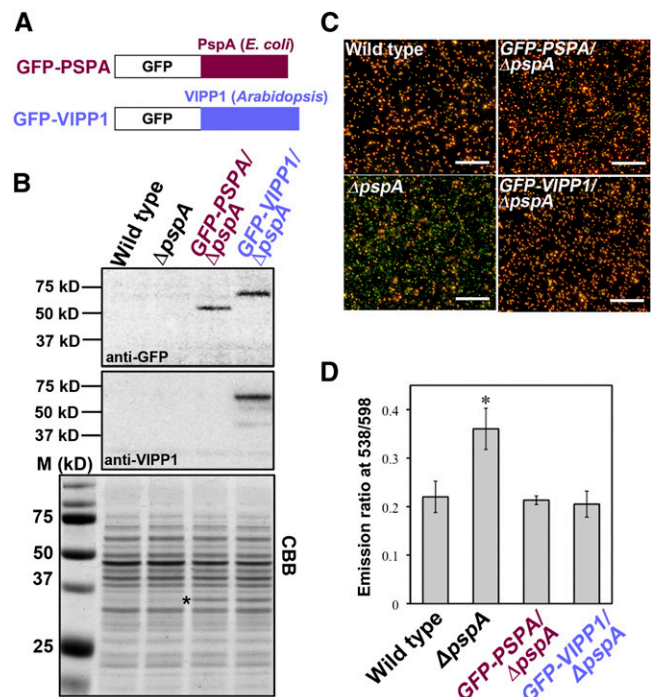 A
PspA (E. coli)
GFP-PSPA
GFP
VIPP1 (Arabidopsis)
GFP-VIPP1
GFP
B
Wild type
ΔpspA
GFP-PSPA/
ΔpspA
GFP-VIPP1/
ΔpspA
75 kD
50 kD
37 kD
anti-GFP
75 kD
50 kD
37 kD
anti-VIPP1
M (kD)
75
50
37
25
*
CBB
C
Wild type
GFP-PSPA/
ΔpspA
ΔpspA
GFP-VIPP1/
ΔpspA
D
Emission ratio at 538/598
0.4
0.3
0.2
0.1
0
*
Wild type
ΔpspA
GFP-PSPA/
ΔpspA
GFP-VIPP1/
ΔpspA